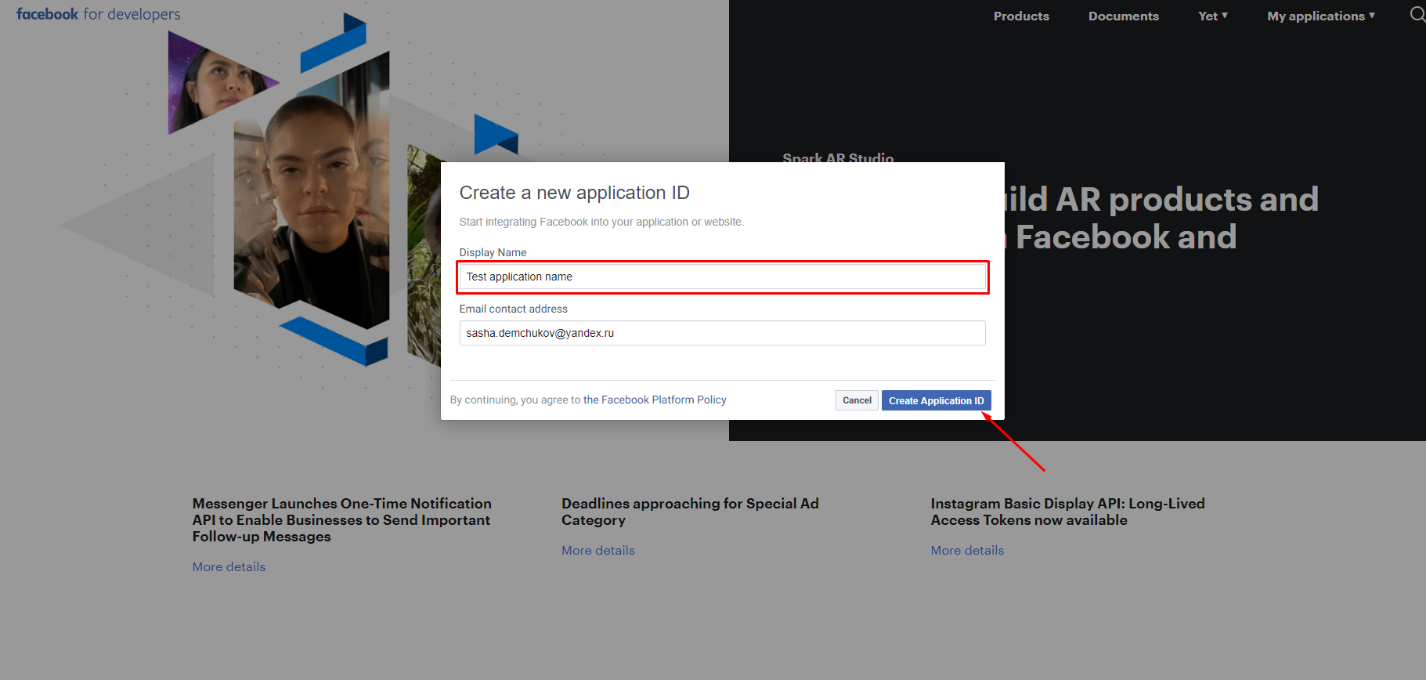 facebook for developers
Products
Documents
Yet ▼
My applications ▼
Spark AR Studio
uild AR products and
Facebook and
Create a new application ID
Start integrating Facebook into your application or website.
Display Name
Test application name
Email contact address
sasha.demchukov@yandex.ru
By continuing, you agree to the Facebook Platform Policy
Cancel
Create Application ID
Messenger Launches One-Time Notification
API to Enable Businesses to Send Important
Follow-up Messages
More details
Deadlines approaching for Special Ad
Category
More details
Instagram Basic Display API: Long-Lived
Access Tokens now available
More details